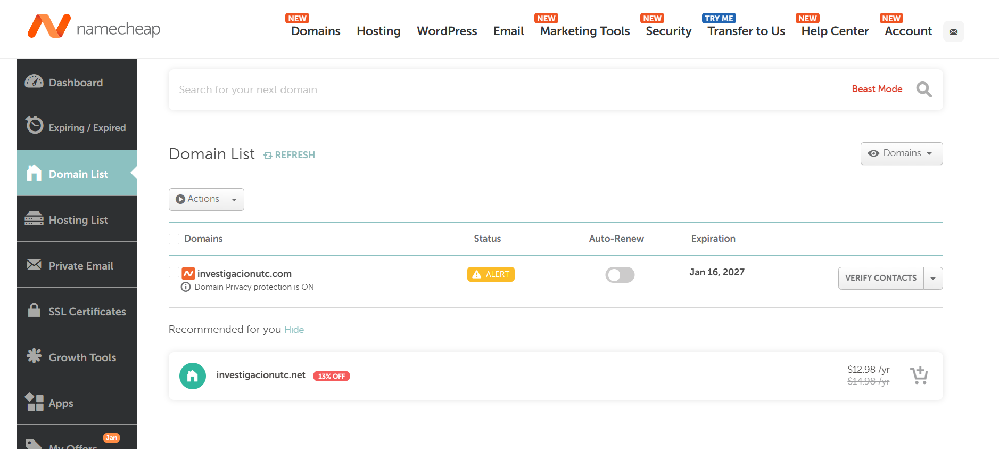 namecheap
NEW NEW NEW TRY ME NEW NEW
Domains Hosting WordPress Email Marketing Tools Security Transfer to Us Help Center Account
Dashboard
Expiring / Expired
Domain List
Hosting List
Private Email
SSL Certificates
Growth Tools
Apps
Jan
My Offers
Search for your next domain Beast Mode
Domain List REFRESH Domains
Actions
Domains Status Auto-Renew Expiration
investigacionutc.com ALERT Jan 16, 2027 VERIFY CONTACTS
Domain Privacy protection is ON
Recommended for you Hide
investigacionutc.net 13% OFF $12.98 /yr
$14.98 /yr